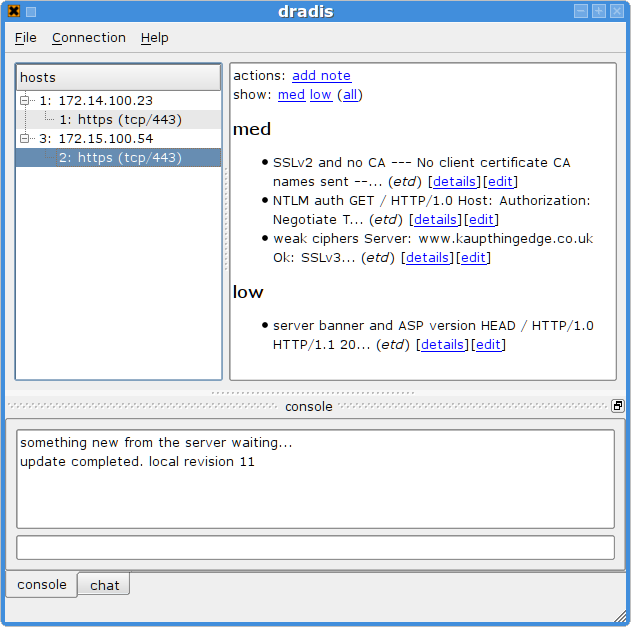 dradis
File Connection Help
hosts
1: 172.14.100.23
1: https (tcp/443)
3: 172.15.100.54
2: https (tcp/443)
actions: add note
show: med low (all)
med
SSLv2 and no CA --- No client certificate CA
names sent --... (etd) [details][edit]
NTLM auth GET / HTTP/1.0 Host: Authorization:
Negotiate T... (etd) [details][edit]
weak ciphers Server: www.kaupthingedge.co.uk
Ok: SSLv3... (etd) [details][edit]
low
server banner and ASP version HEAD / HTTP/1.0
HTTP/1.1 20... (etd) [details][edit]
console
something new from the server waiting...
update completed. local revision 11
console chat